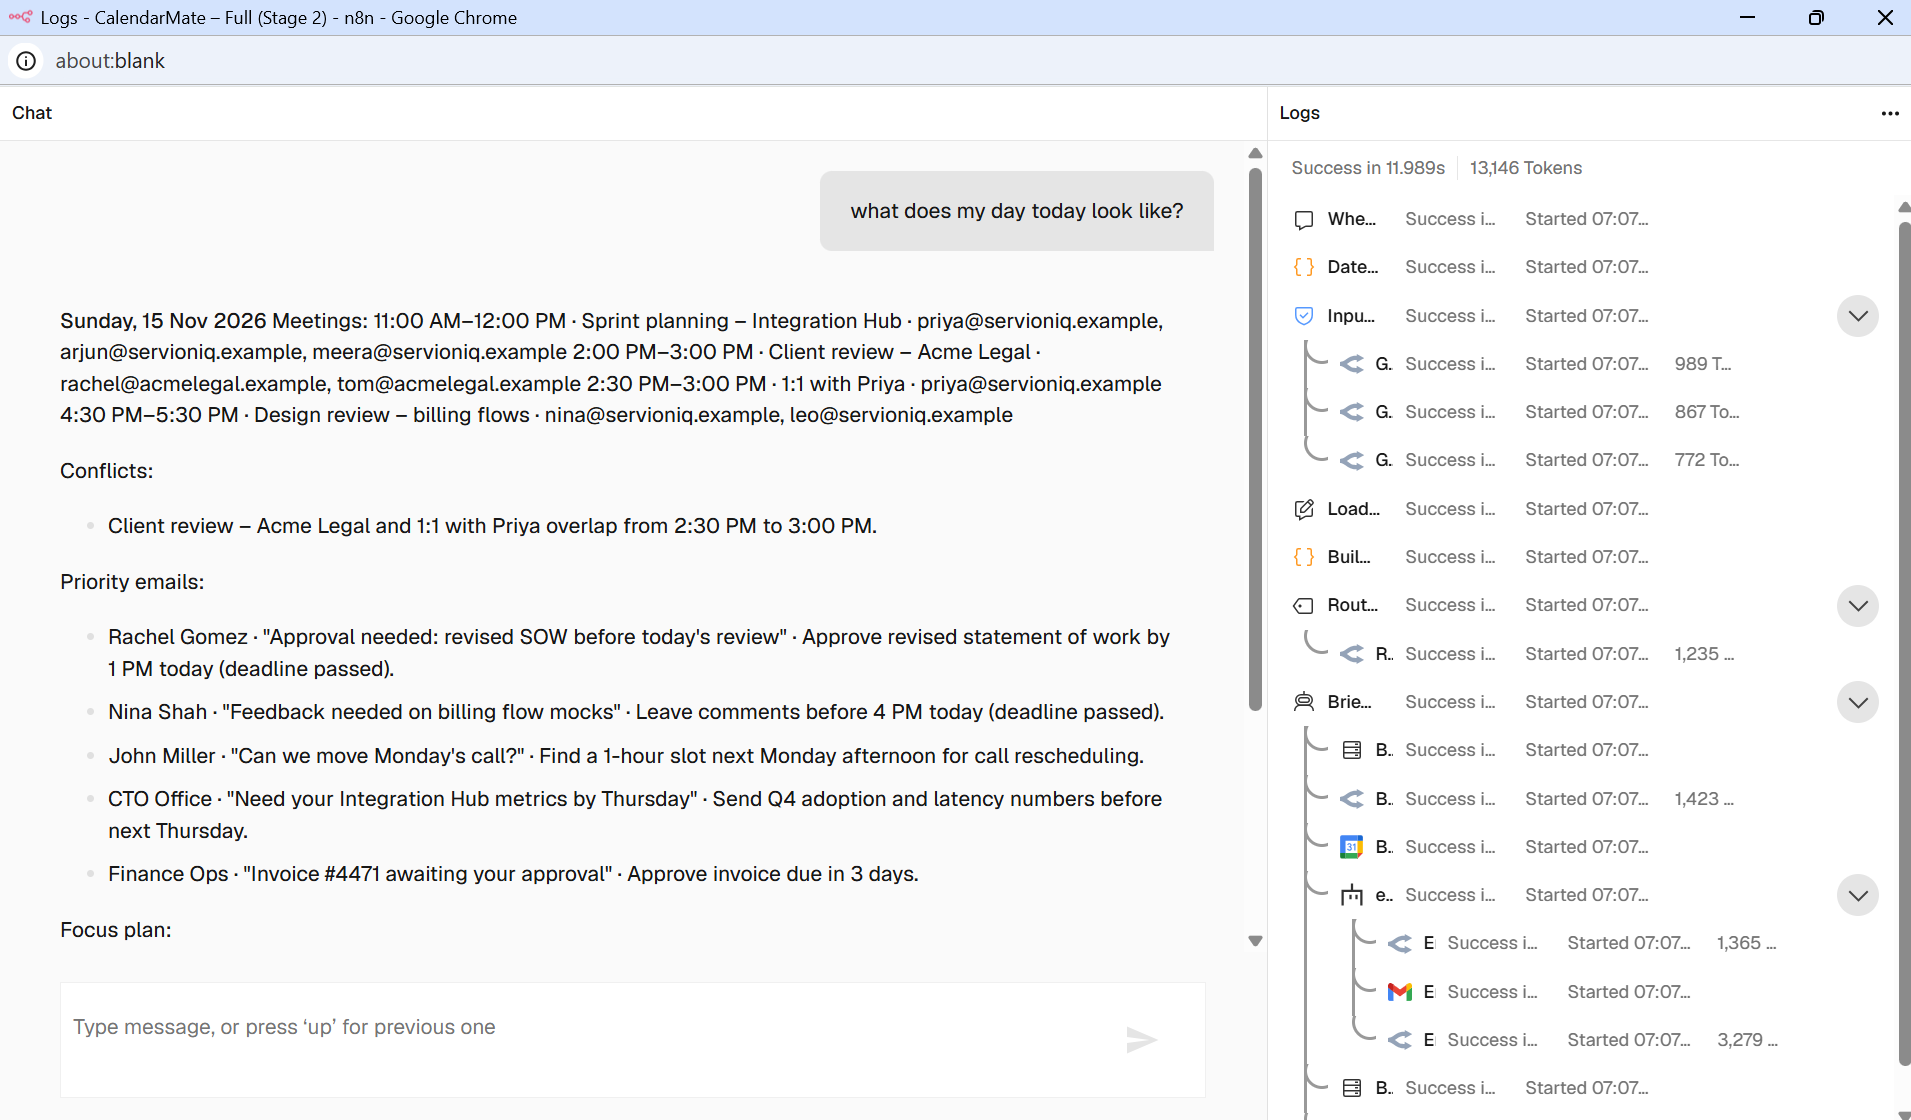 Logs - CalendarMate – Full (Stage 2) - n8n - Google Chrome
about:blank
Chat
what does my day today look like?
Sunday, 15 Nov 2026 Meetings: 11:00 AM–12:00 PM · Sprint planning – Integration Hub · priya@servioniq.example,
arjun@servioniq.example, meera@servioniq.example 2:00 PM–3:00 PM · Client review – Acme Legal ·
rachel@acmelegal.example, tom@acmelegal.example 2:30 PM–3:00 PM · 1:1 with Priya · priya@servioniq.example
4:30 PM–5:30 PM · Design review – billing flows · nina@servioniq.example, leo@servioniq.example
Conflicts:
Client review – Acme Legal and 1:1 with Priya overlap from 2:30 PM to 3:00 PM.
Priority emails:
Rachel Gomez · "Approval needed: revised SOW before today's review" · Approve revised statement of work by
1 PM today (deadline passed).
Nina Shah · "Feedback needed on billing flow mocks" · Leave comments before 4 PM today (deadline passed).
John Miller · "Can we move Monday's call?" · Find a 1-hour slot next Monday afternoon for call rescheduling.
CTO Office · "Need your Integration Hub metrics by Thursday" · Send Q4 adoption and latency numbers before
next Thursday.
Finance Ops · "Invoice #4471 awaiting your approval" · Approve invoice due in 3 days.
Focus plan:
Type message, or press ‘up’ for previous one
Logs
Success in 11.989s 13,146 Tokens
Whe... Success i... Started 07:07...
Date... Success i... Started 07:07...
Inpu... Success i... Started 07:07...
G. Success i... Started 07:07... 989 T...
G. Success i... Started 07:07... 867 To...
G. Success i... Started 07:07... 772 To...
Load... Success i... Started 07:07...
Buil... Success i... Started 07:07...
Rout... Success i... Started 07:07...
R.. Success i... Started 07:07... 1,235 ...
Brie... Success i... Started 07:07...
B. Success i... Started 07:07...
B. Success i... Started 07:07... 1,423 ...
31 B. Success i... Started 07:07...
e.. Success i... Started 07:07...
E Success i... Started 07:07... 1,365 ...
E Success i... Started 07:07...
E Success i... Started 07:07... 3,279 ...
B. Success i... Started 07:07...